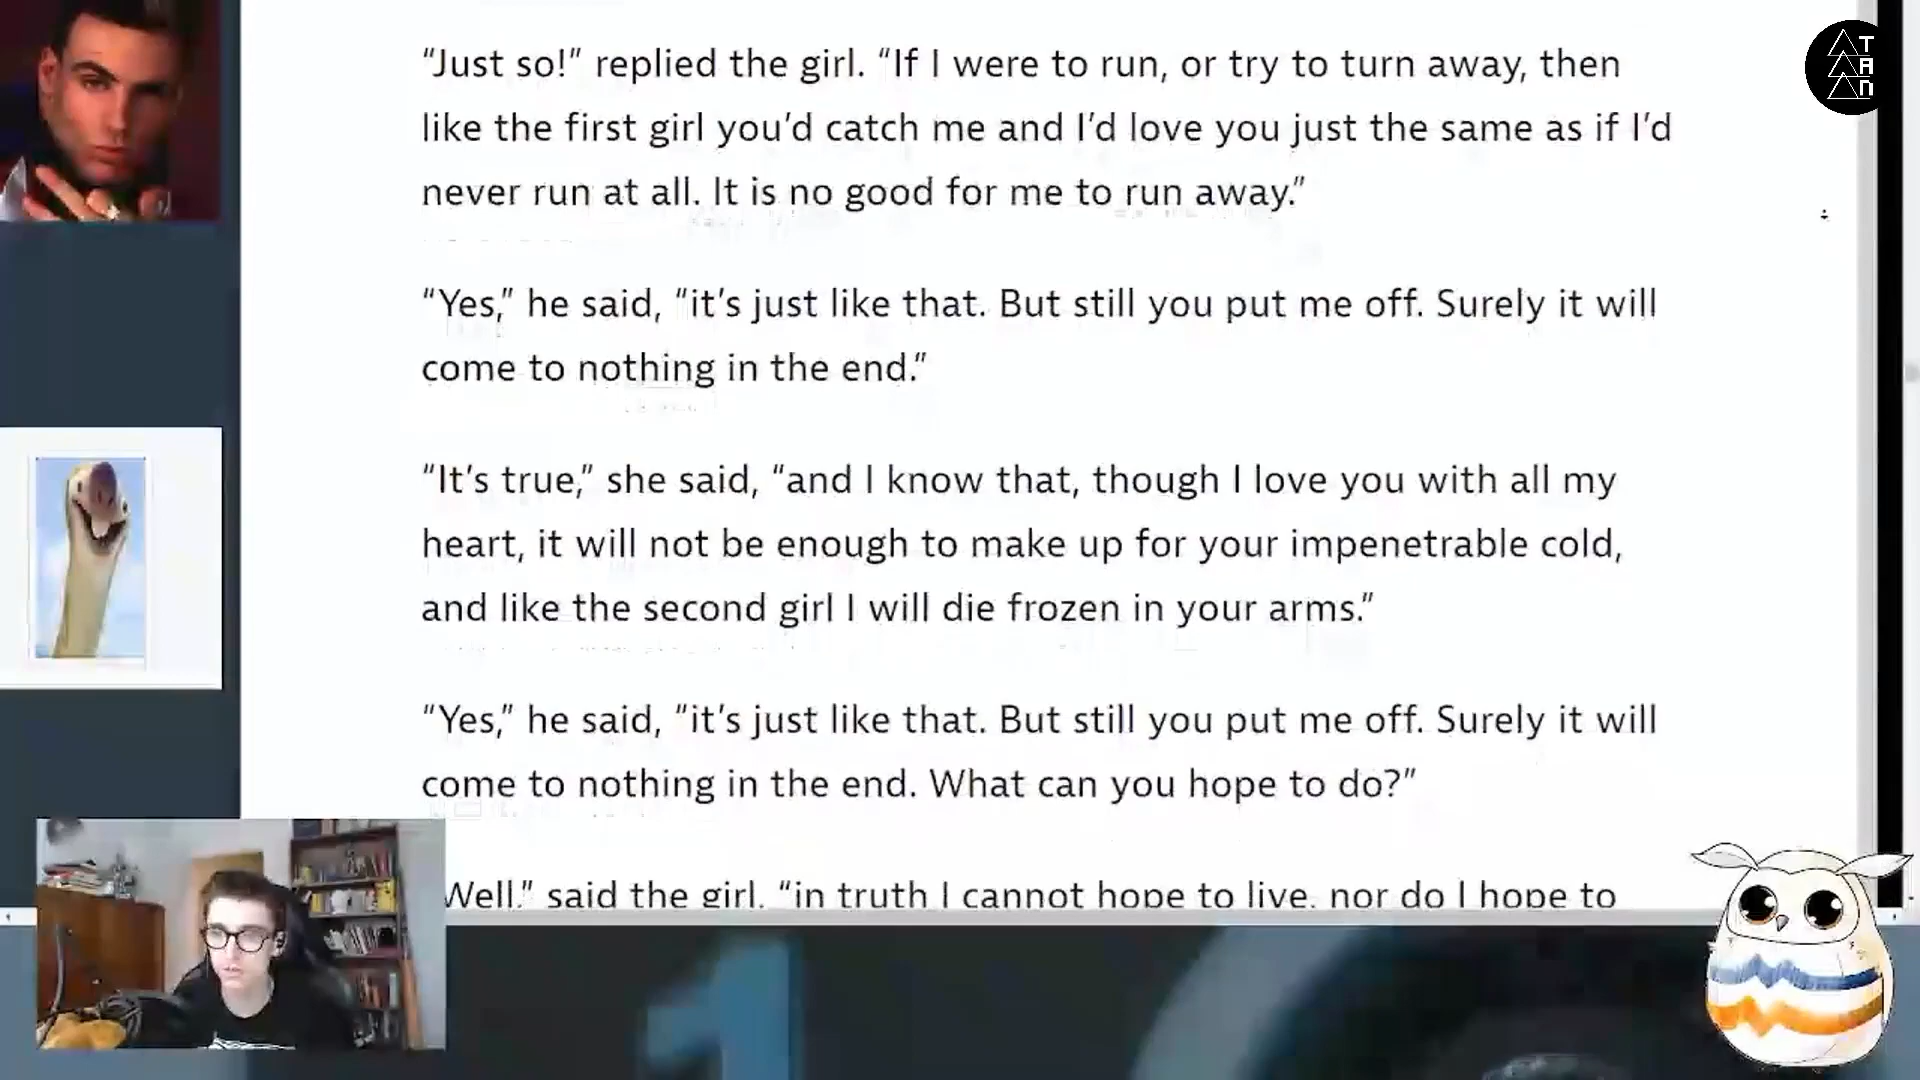 “Just so!” replied the girl. “If I were to run, or try to turn away, then
like the first girl you’d catch me and I’d love you just the same as if I’d
never run at all. It is no good for me to run away.”
“Yes,” he said, “it’s just like that. But still you put me off. Surely it will
come to nothing in the end.”
“It’s true,” she said, “and I know that, though I love you with all my
heart, it will not be enough to make up for your impenetrable cold,
and like the second girl I will die frozen in your arms.”
“Yes,” he said, “it’s just like that. But still you put me off. Surely it will
come to nothing in the end. What can you hope to do?”
Well,” said the girl, “in truth I cannot hope to live, nor do I hope to
TAN
1